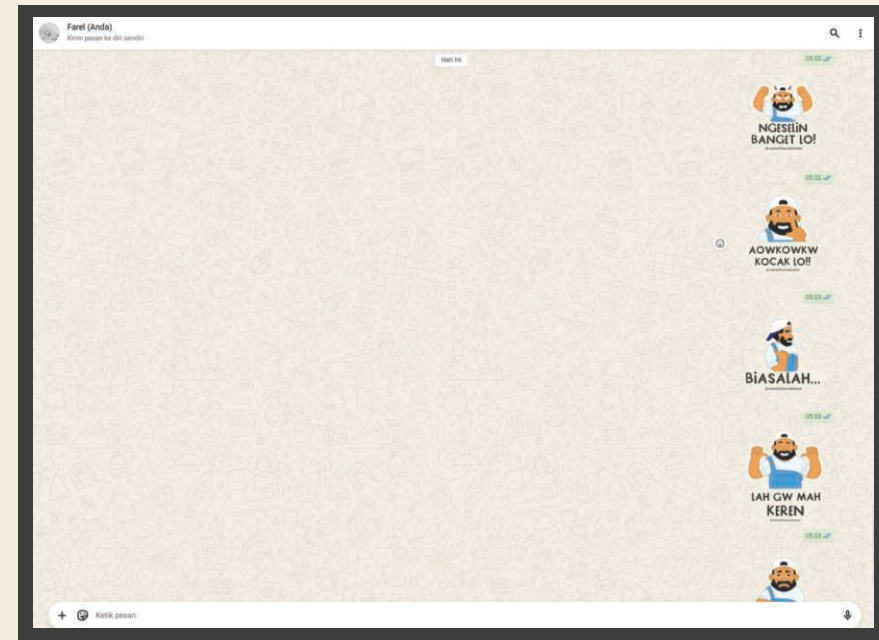 Farel (Anda)
Kirim pesan ke diri sendiri
Hari Ini
05.02
NGESELIN
BANGET LO!
05.02
AOWKOWKW
KOCAK LO!!
05.03
BIASALAH...
05.03
LAH GW MAH
KEREN
05.03
Ketik pesan